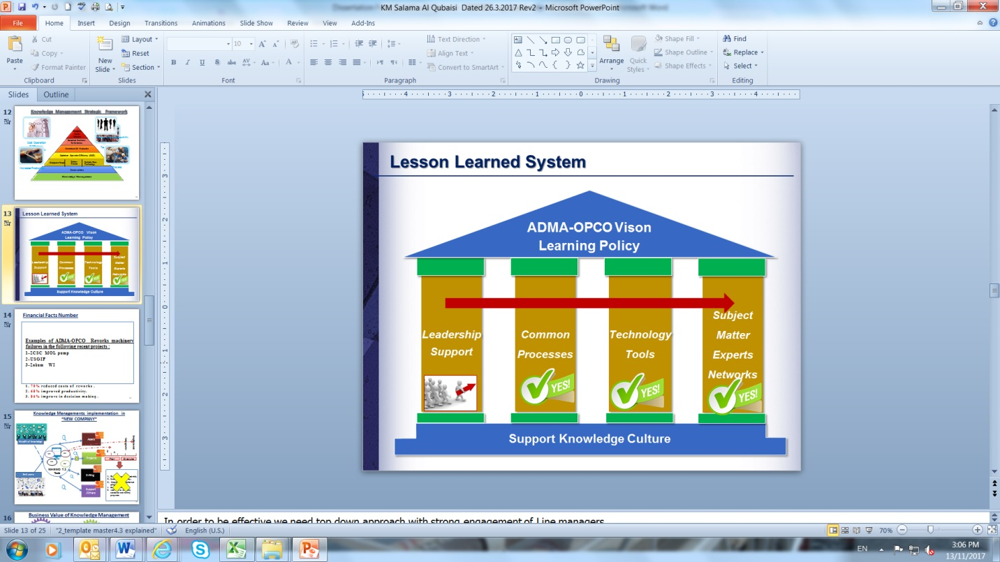 KM Salama Al Qubaisi Dated 26.3.2017 Rev2 - Microsoft PowerPoint
File Home Insert Design Transitions Animations Slide Show Review View Add-Ins
Paste
Cut
Copy
Format Painter
Clipboard
New Slide
Layout
Reset
Section
Slides
10
B I U S abc AV Aa A
Font
Text Direction
Align Text
Convert to SmartArt
Paragraph
Arrange
Quick Styles
Shape Fill
Shape Outline
Shape Effects
Drawing
Find
Replace
Select
Editing
Slides Outline
12
Knowledge Management Strategic Framework
Knowledge Management
13
Lesson Learned System
ADMA-OPCO Vison
Learning Policy
Leadership Support
Common Processes
Technology Tools
Subject Matter Experts Networks
Support Knowledge Culture
14
Financial Facts Number
Examples of ADMA-OPCO Reworks machinery
failures in the following recent projects :
1-ZCSC MOL pump
2-USGIF
3-Zakum WI
1. 70% reduced costs of reworks .
2. 60% improved productivity.
3. 80% improve in decision making .
15
Knowledge Managements implementation in
"NEW COMPANY"
16
Business Value of Knowledge Management
Lesson Learned System
ADMA-OPCO Vison
Learning Policy
Leadership
Support
Common
Processes
YES!
Technology
Tools
YES!
Subject
Matter
Experts
Networks
YES!
Support Knowledge Culture
In order to be effective we need top down approach with strong engagement of Line managers
Slide 13 of 25 "2_template master4.3 explained" English (U.S.) 70%
EN 3:06 PM
13/11/2017